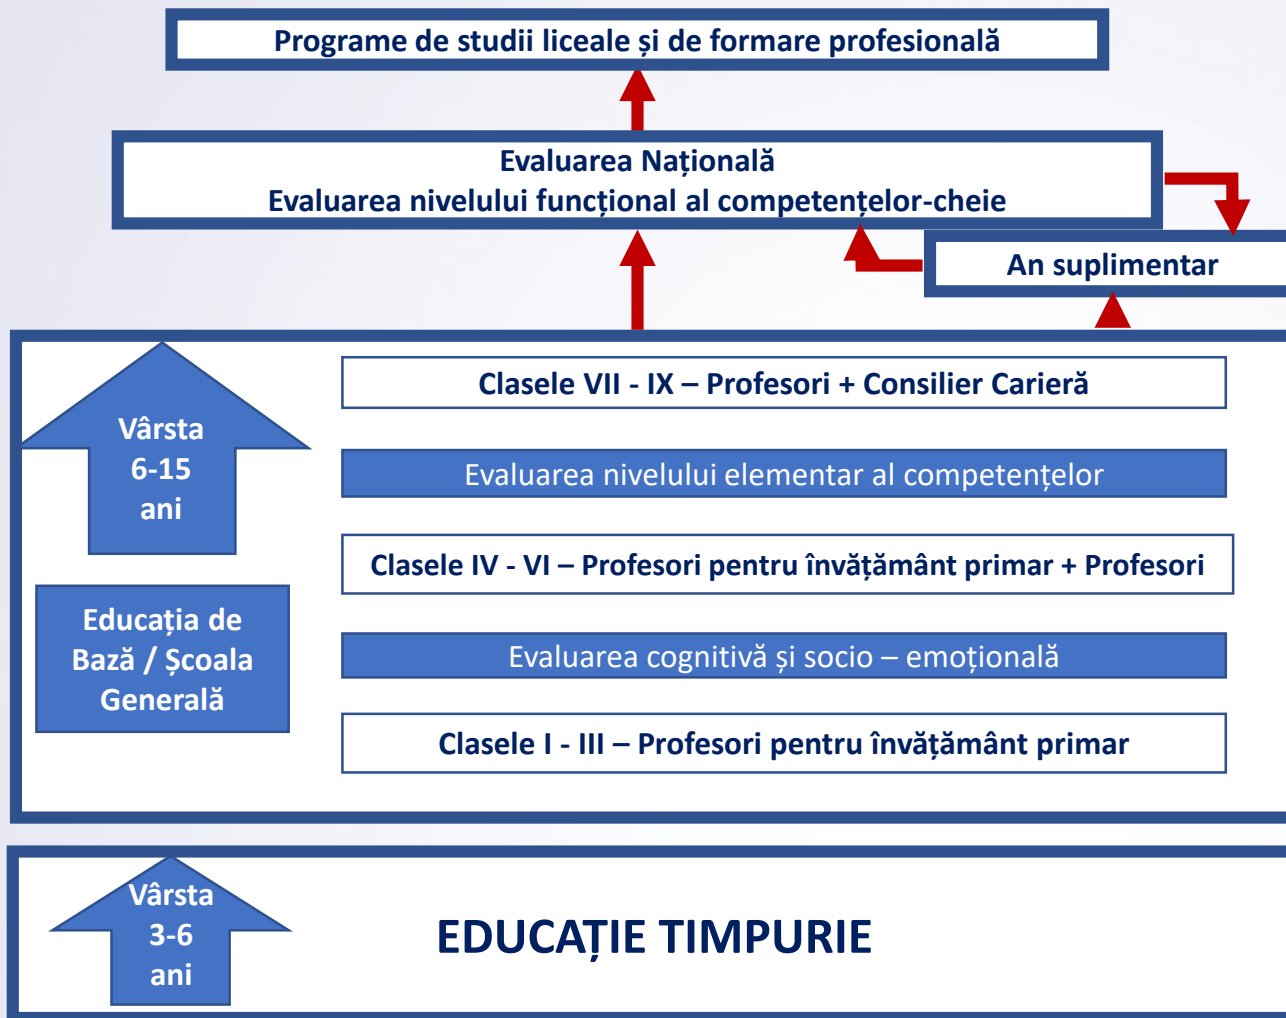 Programe de studii liceale și de formare profesională
Evaluarea Națională
Evaluarea nivelului funcțional al competențelor-cheie
An suplimentar
Vârsta
6-15
ani
Clasele VII - IX – Profesori + Consilier Carieră
Evaluarea nivelului elementar al competențelor
Clasele IV - VI – Profesori pentru învățământ primar + Profesori
Educația de
Bază / Școala
Generală
Evaluarea cognitivă și socio – emoțională
Clasele I - III – Profesori pentru învățământ primar
Vârsta
3-6
ani
EDUCAȚIE TIMPURIE